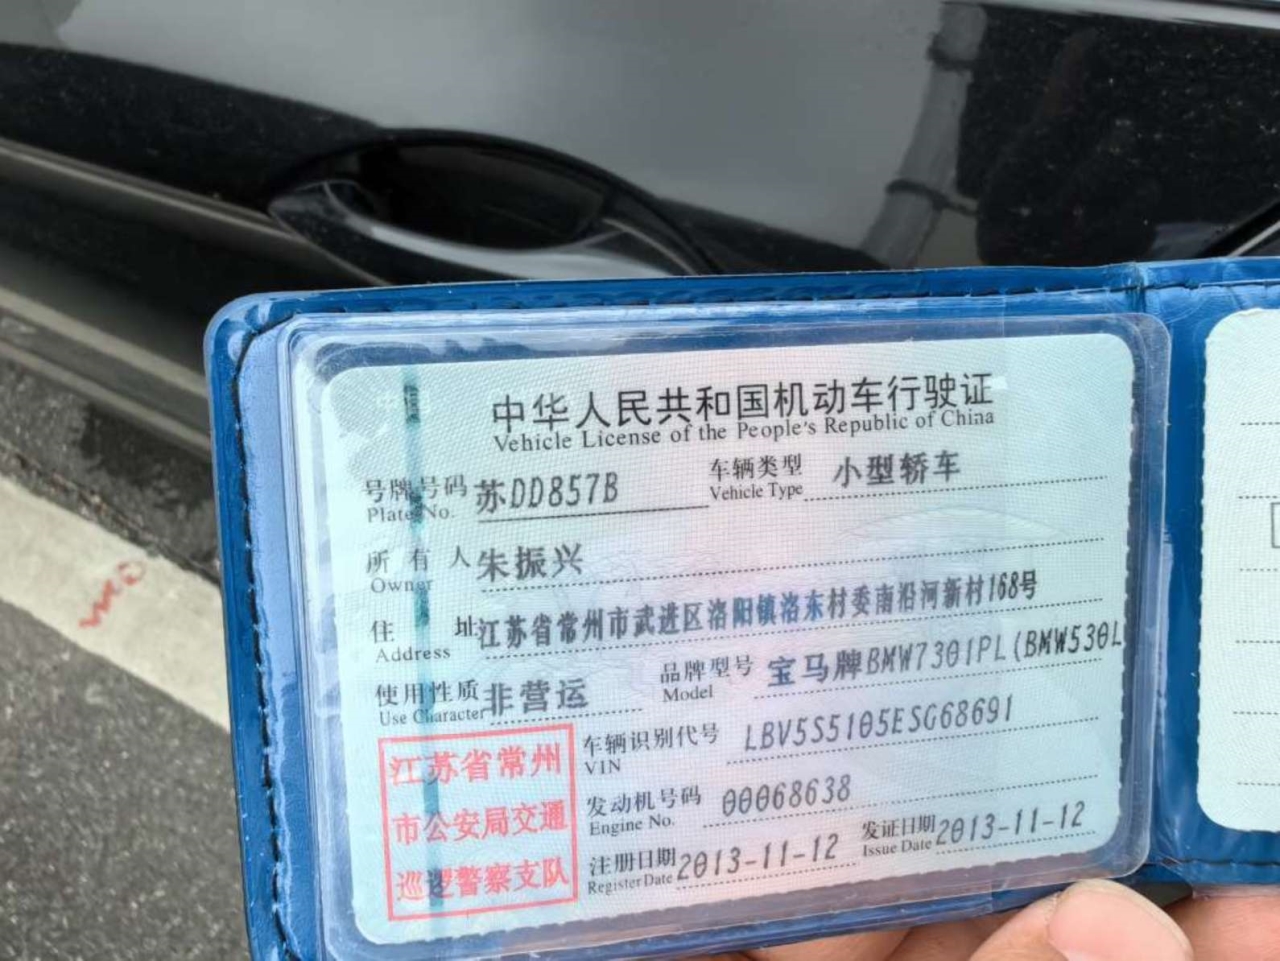 中华人民共和国机动车行驶证
Vehicle License of the People's Republic of China
号牌号码 苏DD857B 车辆类型 小型轿车
Plate No. Vehicle Type
所有人 朱振兴
Owner
住址 江苏省常州市武进区洛阳镇洛东村委南沿河新村168号
Address
使用性质 非营运 品牌型号 宝马牌BMW7301PL(BMW530L
Use Character Model
江苏省常州
市公安局交通
巡逻警察支队
车辆识别代号 LBV5S5105ESG68691
VIN
发动机号码 00068638
Engine No.
注册日期 2013-11-12 发证日期 2013-11-12
Register Date Issue Date